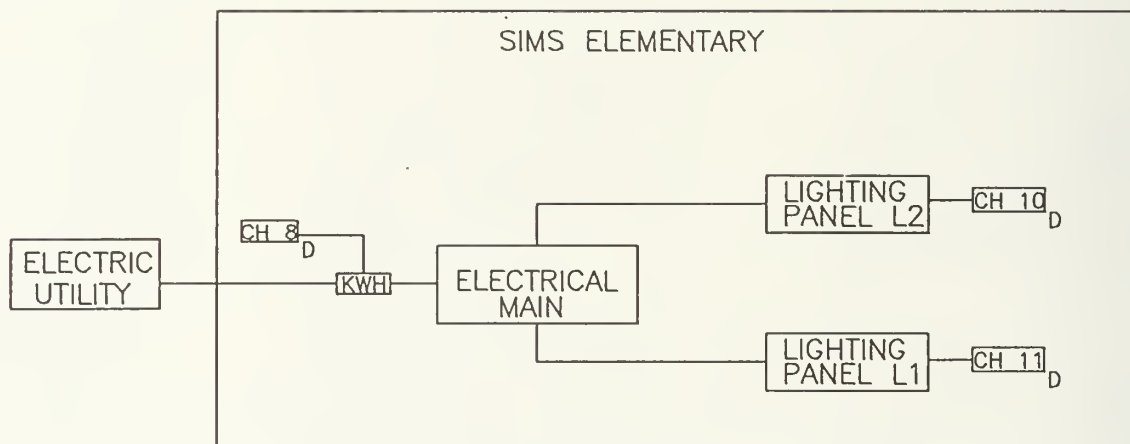 SIMS ELEMENTARY
LIGHTING
PANEL L2
CH 10
D
CH 8
D
ELECTRIC
UTILITY
KWH
ELECTRICAL
MAIN
LIGHTING
PANEL L1
CH 11
D